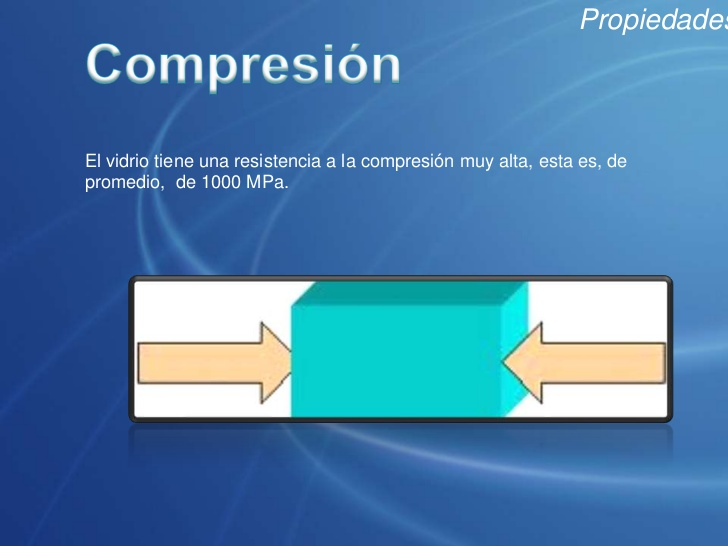 Propiedades
Compresión
El vidrio tiene una resistencia a la compresión muy alta, esta es, de
promedio,  de 1000 MPa.